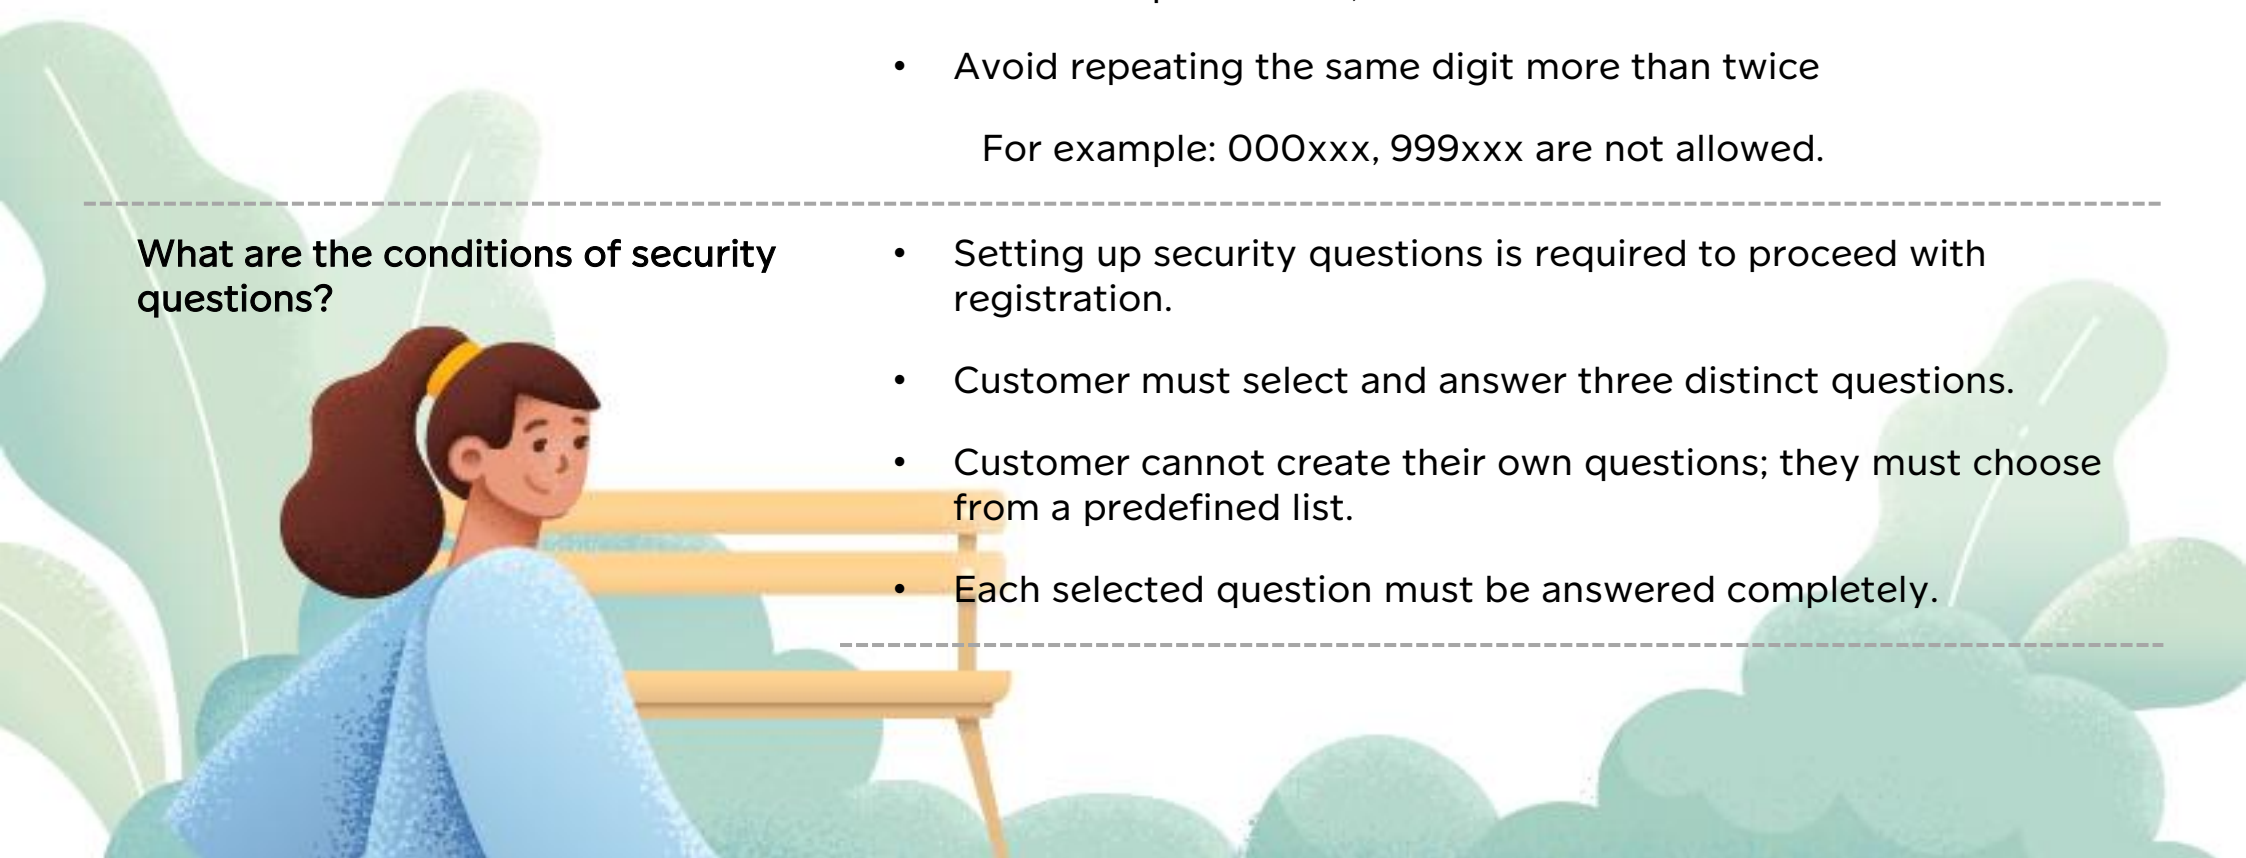 • Avoid repeating the same digit more than twice
For example: 000xxx, 999xxx are not allowed.
What are the conditions of security
questions?
• Setting up security questions is required to proceed with
registration.
• Customer must select and answer three distinct questions.
• Customer cannot create their own questions; they must choose
from a predefined list.
• Each selected question must be answered completely.